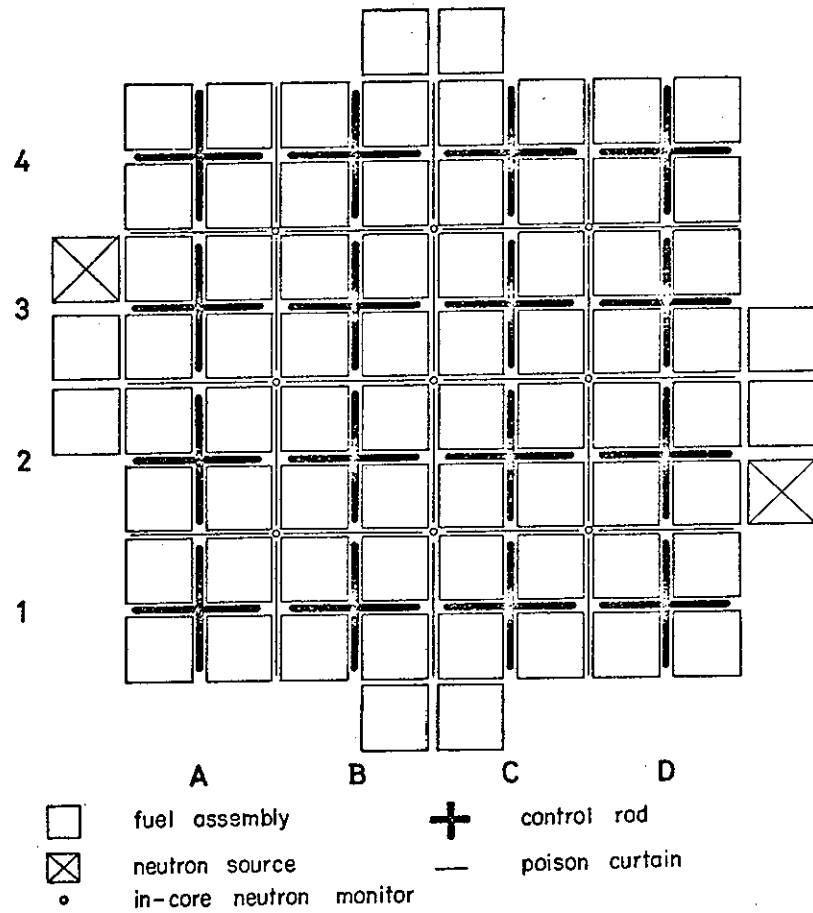 4
3
2
1
A B C D
fuel assembly control rod
neutron source poison curtain
in-core neutron monitor